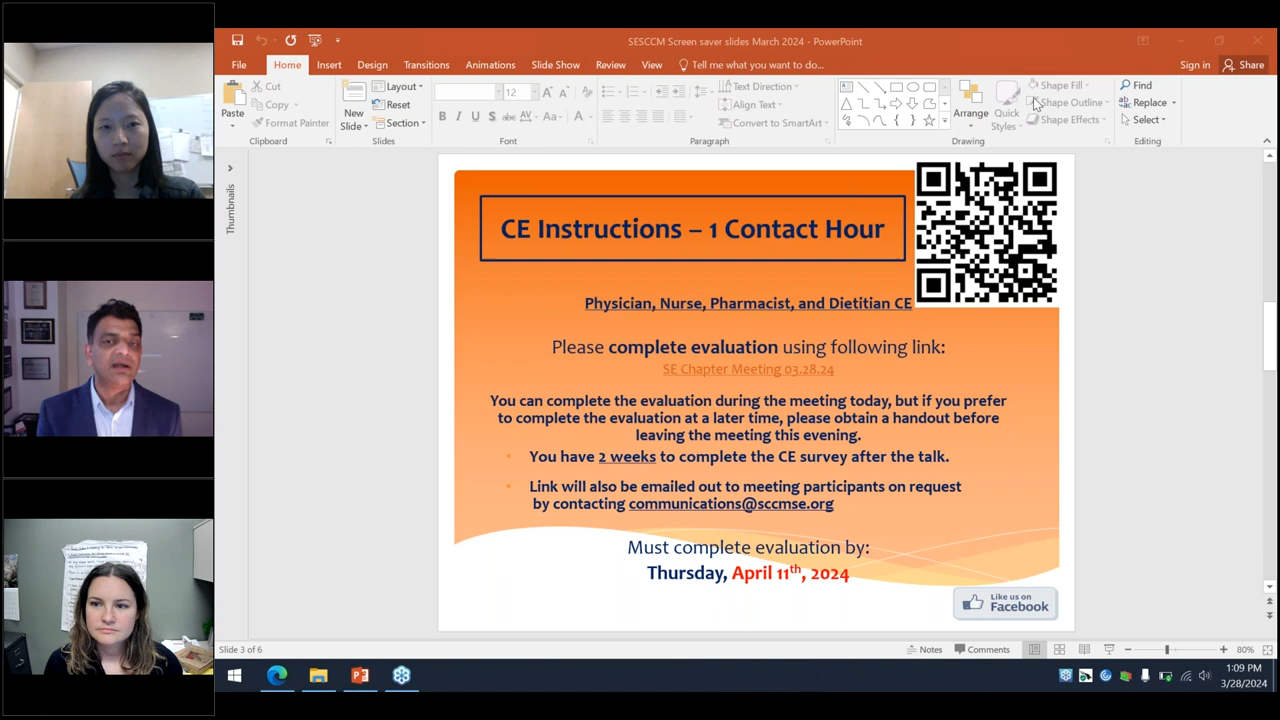 SESCCM Screen saver slides March 2024 - PowerPoint
File
Home
Insert
Design
Transitions
Animations
Slide Show
Review
View
Tell me what you want to do...
Sign in
Share
Paste
Cut
Copy
Format Painter
Clipboard
New
Slide
Layout
Reset
Section
Slides
12
B I U S abc AV Aa A
Font
Text Direction
Align Text
Convert to SmartArt
Paragraph
Arrange
Quick
Styles
Shape Fill
Shape Outline
Shape Effects
Drawing
Find
Replace
Select
Editing
Thumbnails
CE Instructions – 1 Contact Hour
Physician, Nurse, Pharmacist, and Dietitian CE
Please complete evaluation using following link:
SE Chapter Meeting 03.28.24
You can complete the evaluation during the meeting today, but if you prefer
to complete the evaluation at a later time, please obtain a handout before
leaving the meeting this evening.
You have 2 weeks to complete the CE survey after the talk.
Link will also be emailed out to meeting participants on request
by contacting communications@sccmse.org
Must complete evaluation by:
Thursday, April 11th, 2024
Like us on
Facebook
Slide 3 of 6
Notes
Comments
80%
1:09 PM
3/28/2024